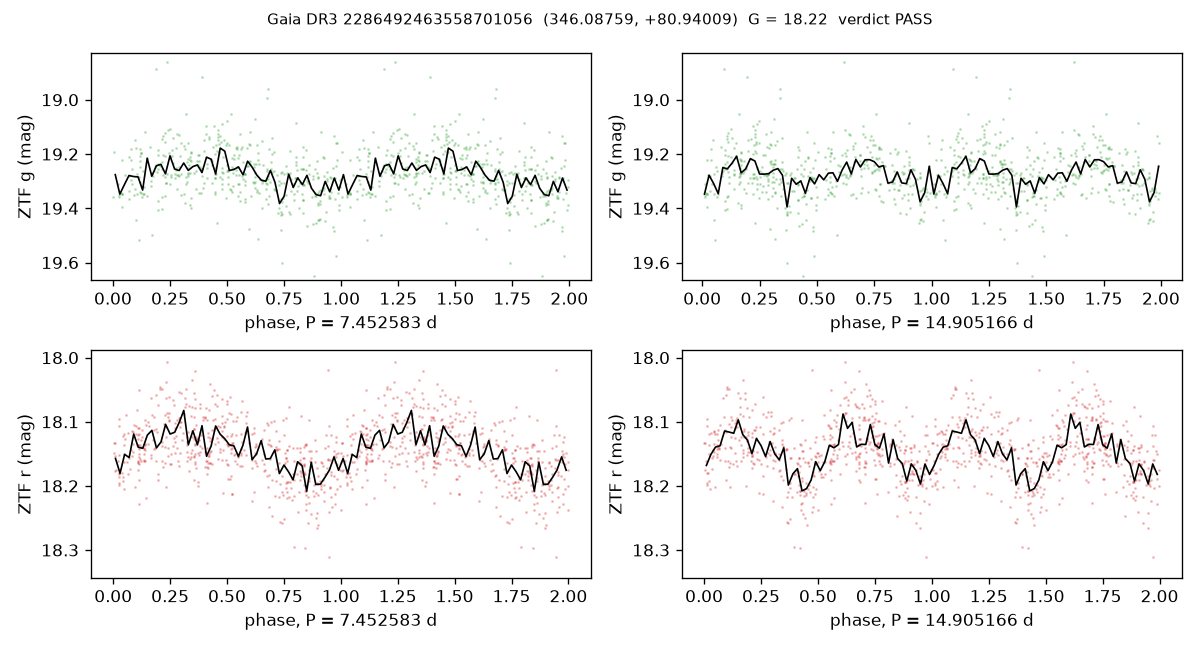 Gaia DR3 2286492463558701056  (346.08759, +80.94009)  G = 18.22  verdict PASS
ZTF g (mag)
19.0
19.2
19.4
19.6
0.00 0.25 0.50 0.75 1.00 1.25 1.50 1.75 2.00
phase, P = 7.452583 d
ZTF g (mag)
19.0
19.2
19.4
19.6
0.00 0.25 0.50 0.75 1.00 1.25 1.50 1.75 2.00
phase, P = 14.905166 d
ZTF r (mag)
18.0
18.1
18.2
18.3
0.00 0.25 0.50 0.75 1.00 1.25 1.50 1.75 2.00
phase, P = 7.452583 d
ZTF r (mag)
18.0
18.1
18.2
18.3
0.00 0.25 0.50 0.75 1.00 1.25 1.50 1.75 2.00
phase, P = 14.905166 d